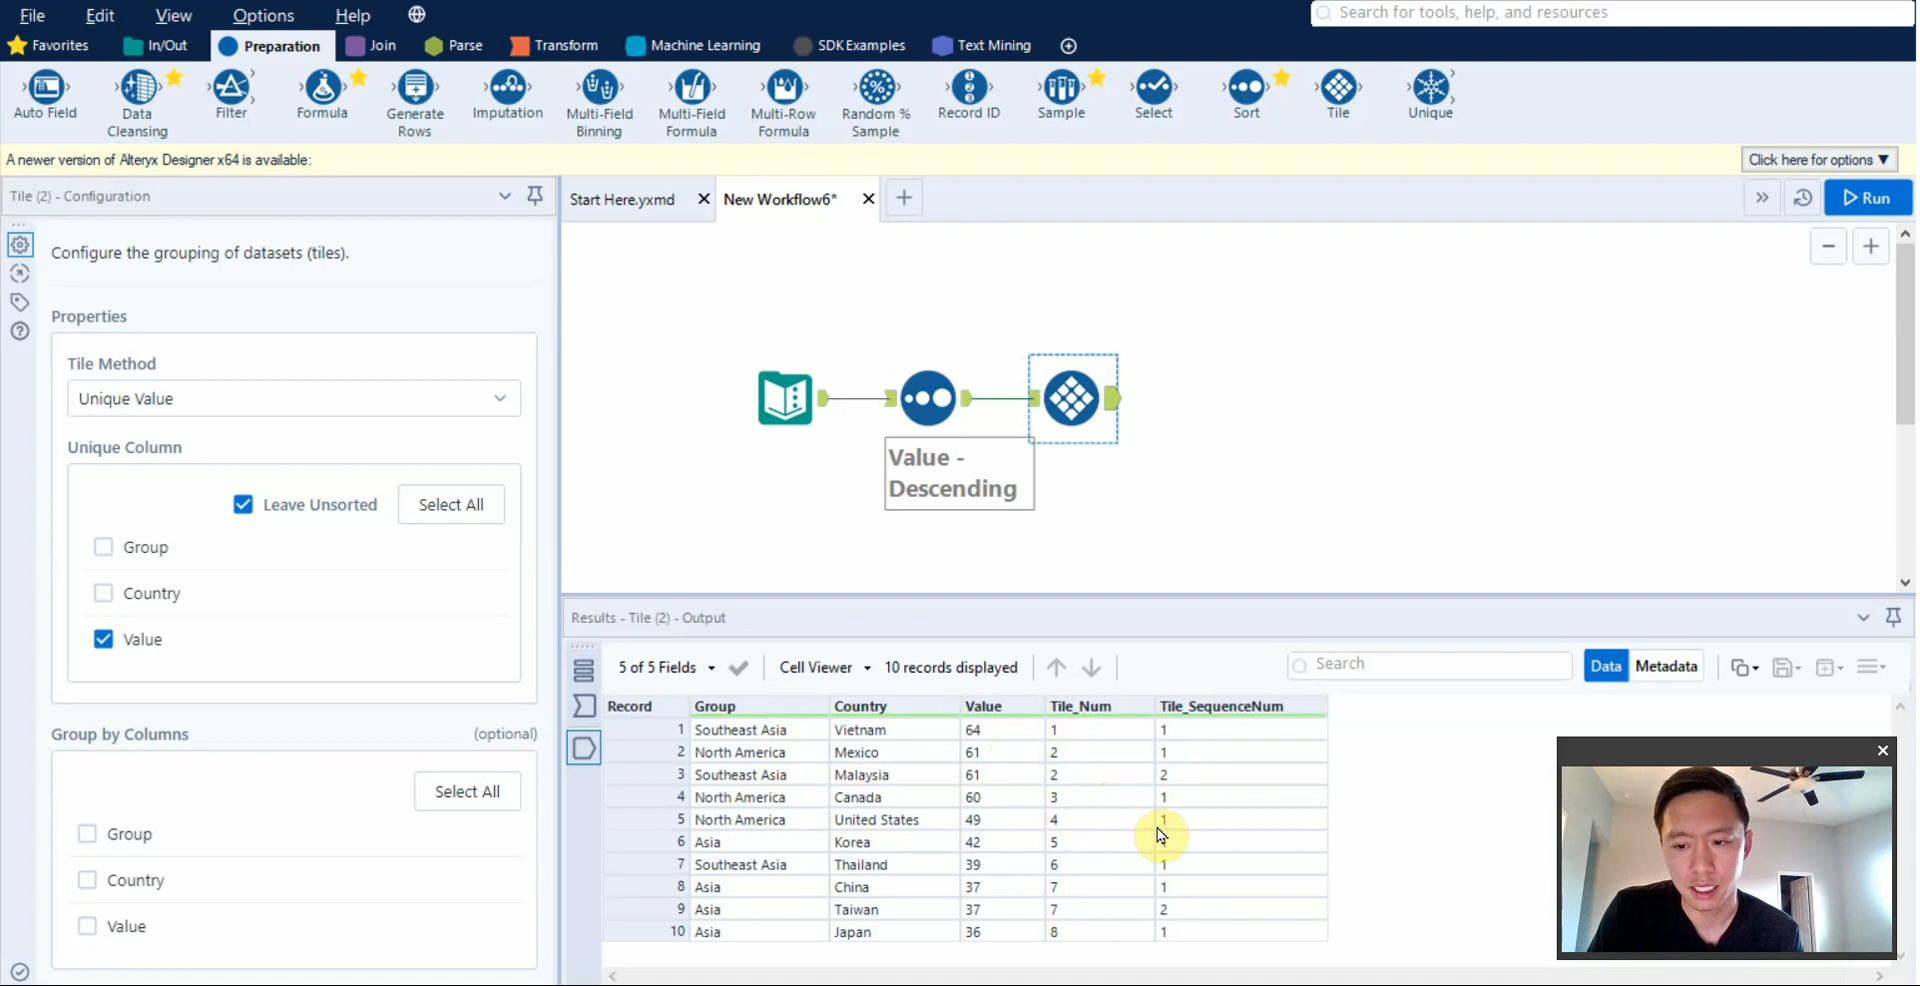 File Edit View Options Help
Search for tools, help, and resources
Favorites In/Out Preparation Join Parse Transform Machine Learning SDK Examples Text Mining
Auto Field Data Cleansing Filter Formula Generate Rows Imputation Multi-Field Binning Multi-Field Formula Multi-Row Formula Random % Sample Record ID Sample Select Sort Tile Unique
A newer version of Alteryx Designer x64 is available:
Click here for options ▼
Tile (2) - Configuration
Configure the grouping of datasets (tiles).
Properties
Tile Method
Unique Value
Unique Column
Leave Unsorted Select All
Group
Country
Value
Group by Columns (optional)
Select All
Group
Country
Value
Start Here.yxmd New Workflow6*
Run
Value -
Descending
Results - Tile (2) - Output
5 of 5 Fields Cell Viewer 10 records displayed
Search
Data Metadata
Record Group Country Value Tile_Num Tile_SequenceNum
1 Southeast Asia Vietnam 64 1 1
2 North America Mexico 61 2 1
3 Southeast Asia Malaysia 61 2 2
4 North America Canada 60 3 1
5 North America United States 49 4 1
6 Asia Korea 42 5
7 Southeast Asia Thailand 39 6 1
8 Asia China 37 7 1
9 Asia Taiwan 37 7 2
10 Asia Japan 36 8 1